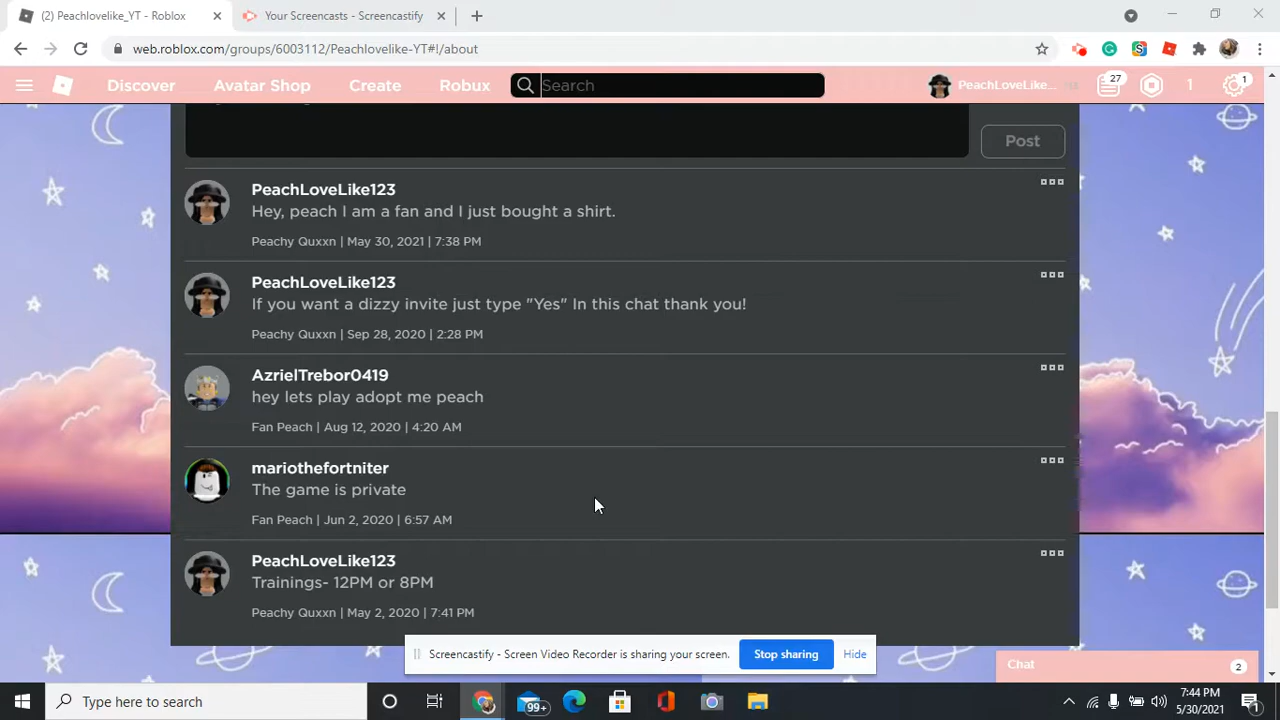 (2) Peachlovelike_YT - Roblox
Your Screencasts - Screencastify
web.roblox.com/groups/6003112/Peachlovelike-YT#!/about
Discover Avatar Shop Create Robux Search PeachLoveLike... 27 1 1
Post
PeachLoveLike123
Hey, peach I am a fan and I just bought a shirt.
Peachy Quxxn | May 30, 2021 | 7:38 PM
PeachLoveLike123
If you want a dizzy invite just type "Yes" In this chat thank you!
Peachy Quxxn | Sep 28, 2020 | 2:28 PM
AzrielTrebor0419
hey lets play adopt me peach
Fan Peach | Aug 12, 2020 | 4:20 AM
mariothefortniter
The game is private
Fan Peach | Jun 2, 2020 | 6:57 AM
PeachLoveLike123
Trainings- 12PM or 8PM
Peachy Quxxn | May 2, 2020 | 7:41 PM
Screencastify - Screen Video Recorder is sharing your screen. Stop sharing Hide
Chat 2
Type here to search 99+ 7:44 PM
5/30/2021 1